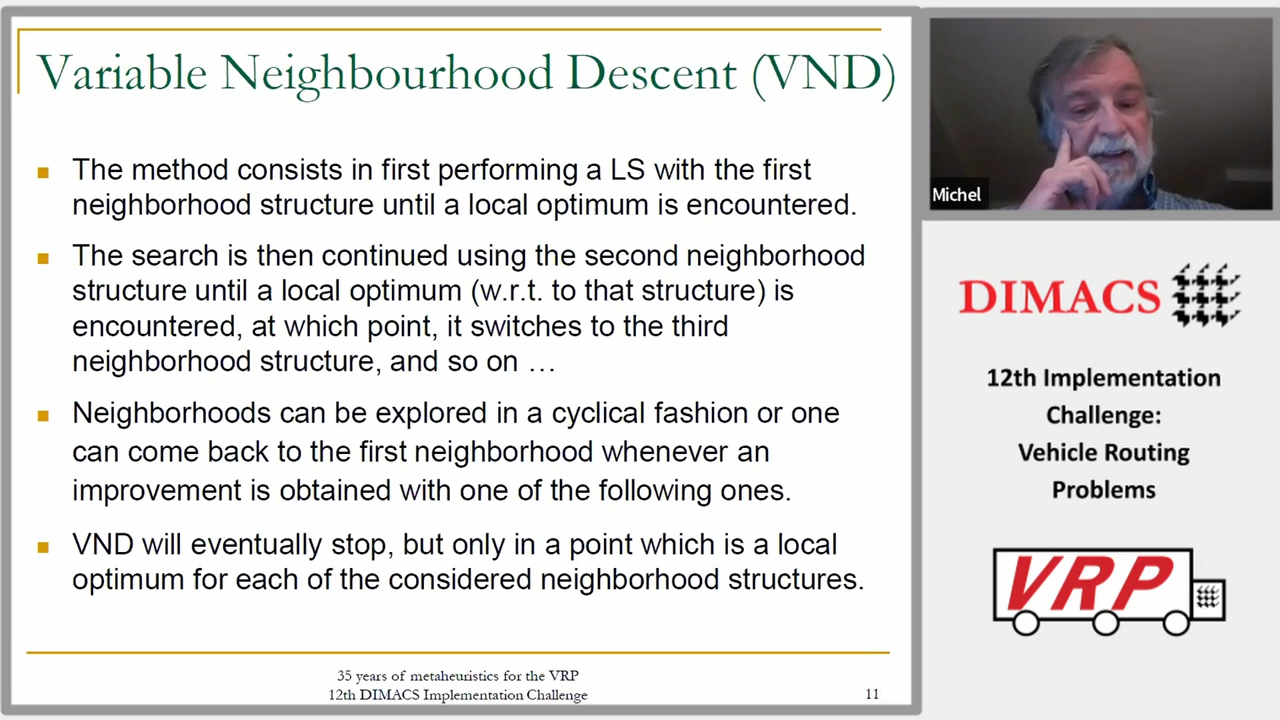 Variable Neighbourhood Descent (VND)
The method consists in first performing a LS with the first
neighborhood structure until a local optimum is encountered.
The search is then continued using the second neighborhood
structure until a local optimum (w.r.t. to that structure) is
encountered, at which point, it switches to the third
neighborhood structure, and so on …
Neighborhoods can be explored in a cyclical fashion or one
can come back to the first neighborhood whenever an
improvement is obtained with one of the following ones.
VND will eventually stop, but only in a point which is a local
optimum for each of the considered neighborhood structures.
35 years of metaheuristics for the VRP
12th DIMACS Implementation Challenge
11
Michel
DIMACS
12th Implementation
Challenge:
Vehicle Routing
Problems
VRP